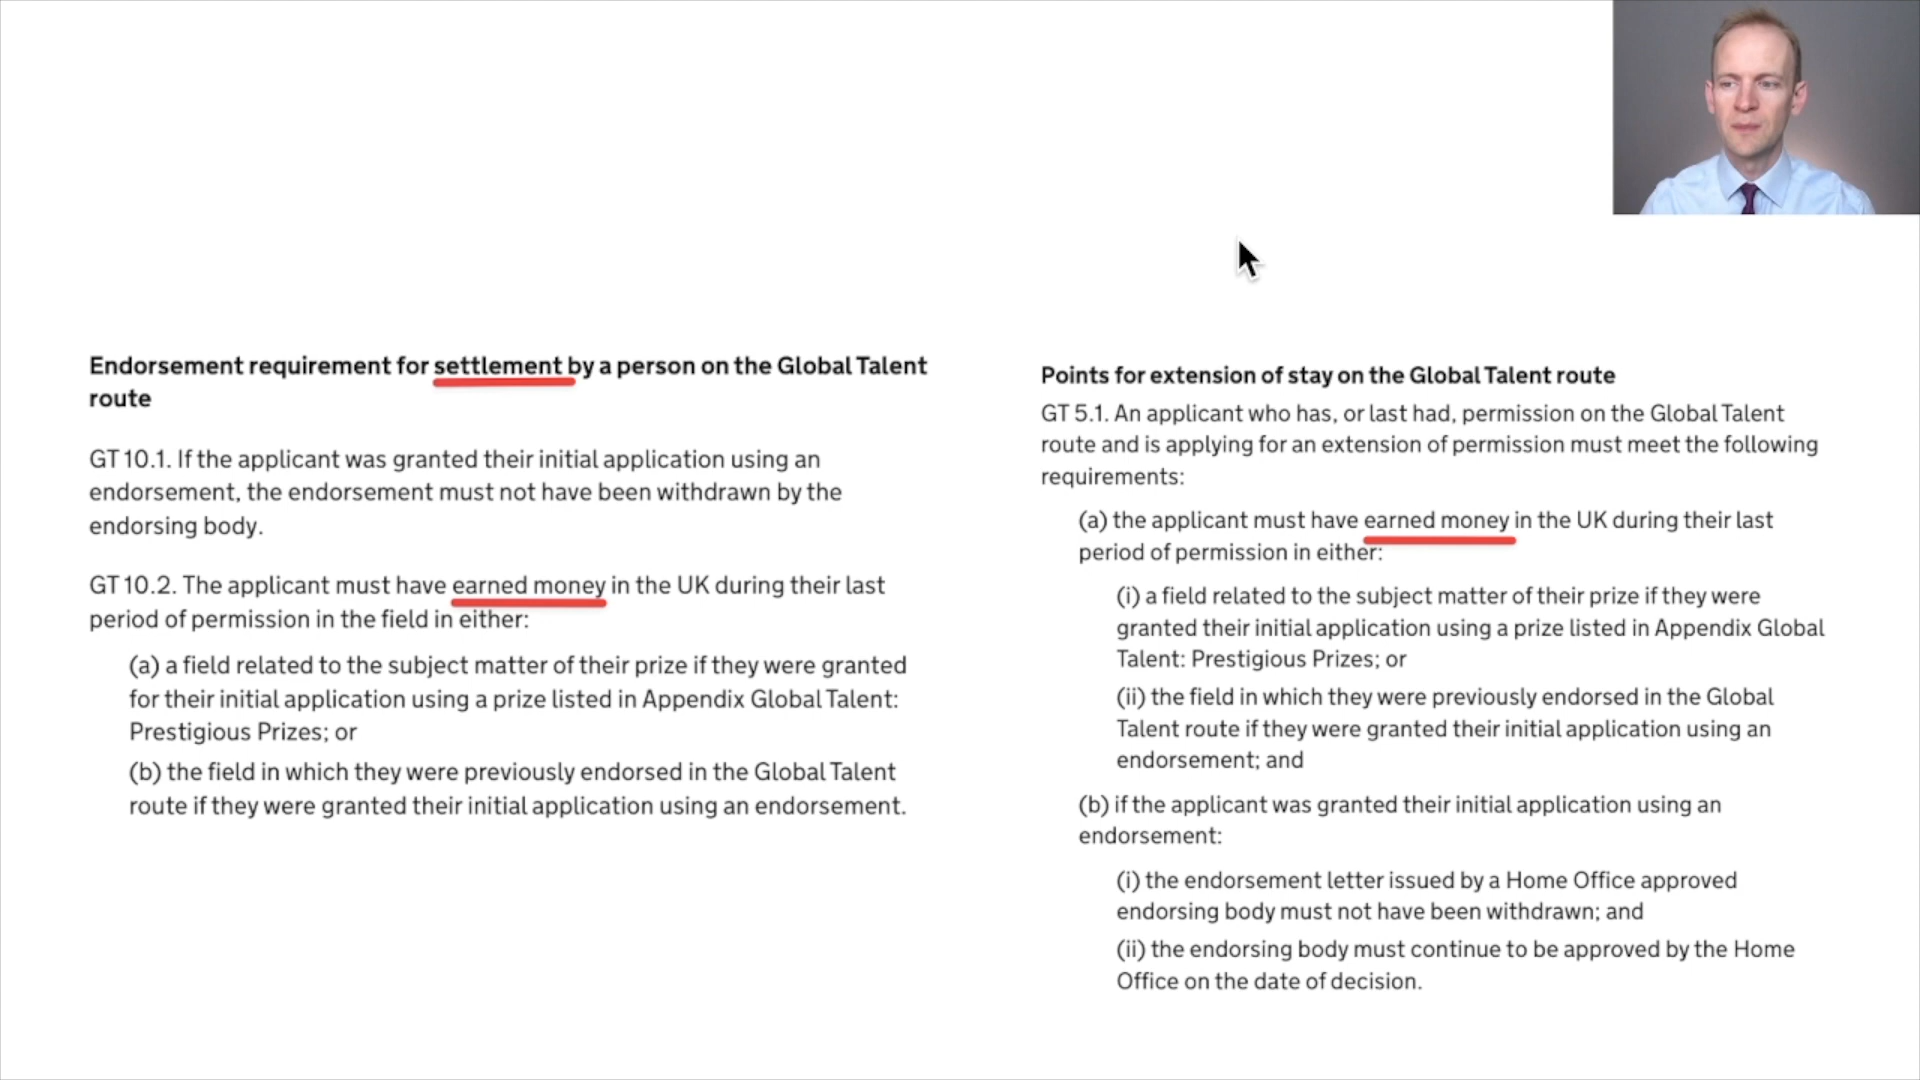 Endorsement requirement for settlement by a person on the Global Talent
route
GT 10.1. If the applicant was granted their initial application using an
endorsement, the endorsement must not have been withdrawn by the
endorsing body.
GT 10.2. The applicant must have earned money in the UK during their last
period of permission in the field in either:
(a) a field related to the subject matter of their prize if they were granted
for their initial application using a prize listed in Appendix Global Talent:
Prestigious Prizes; or
(b) the field in which they were previously endorsed in the Global Talent
route if they were granted their initial application using an endorsement.
Points for extension of stay on the Global Talent route
GT 5.1. An applicant who has, or last had, permission on the Global Talent
route and is applying for an extension of permission must meet the following
requirements:
(a) the applicant must have earned money in the UK during their last
period of permission in either:
(i) a field related to the subject matter of their prize if they were
granted their initial application using a prize listed in Appendix Global
Talent: Prestigious Prizes; or
(ii) the field in which they were previously endorsed in the Global
Talent route if they were granted their initial application using an
endorsement; and
(b) if the applicant was granted their initial application using an
endorsement:
(i) the endorsement letter issued by a Home Office approved
endorsing body must not have been withdrawn; and
(ii) the endorsing body must continue to be approved by the Home
Office on the date of decision.